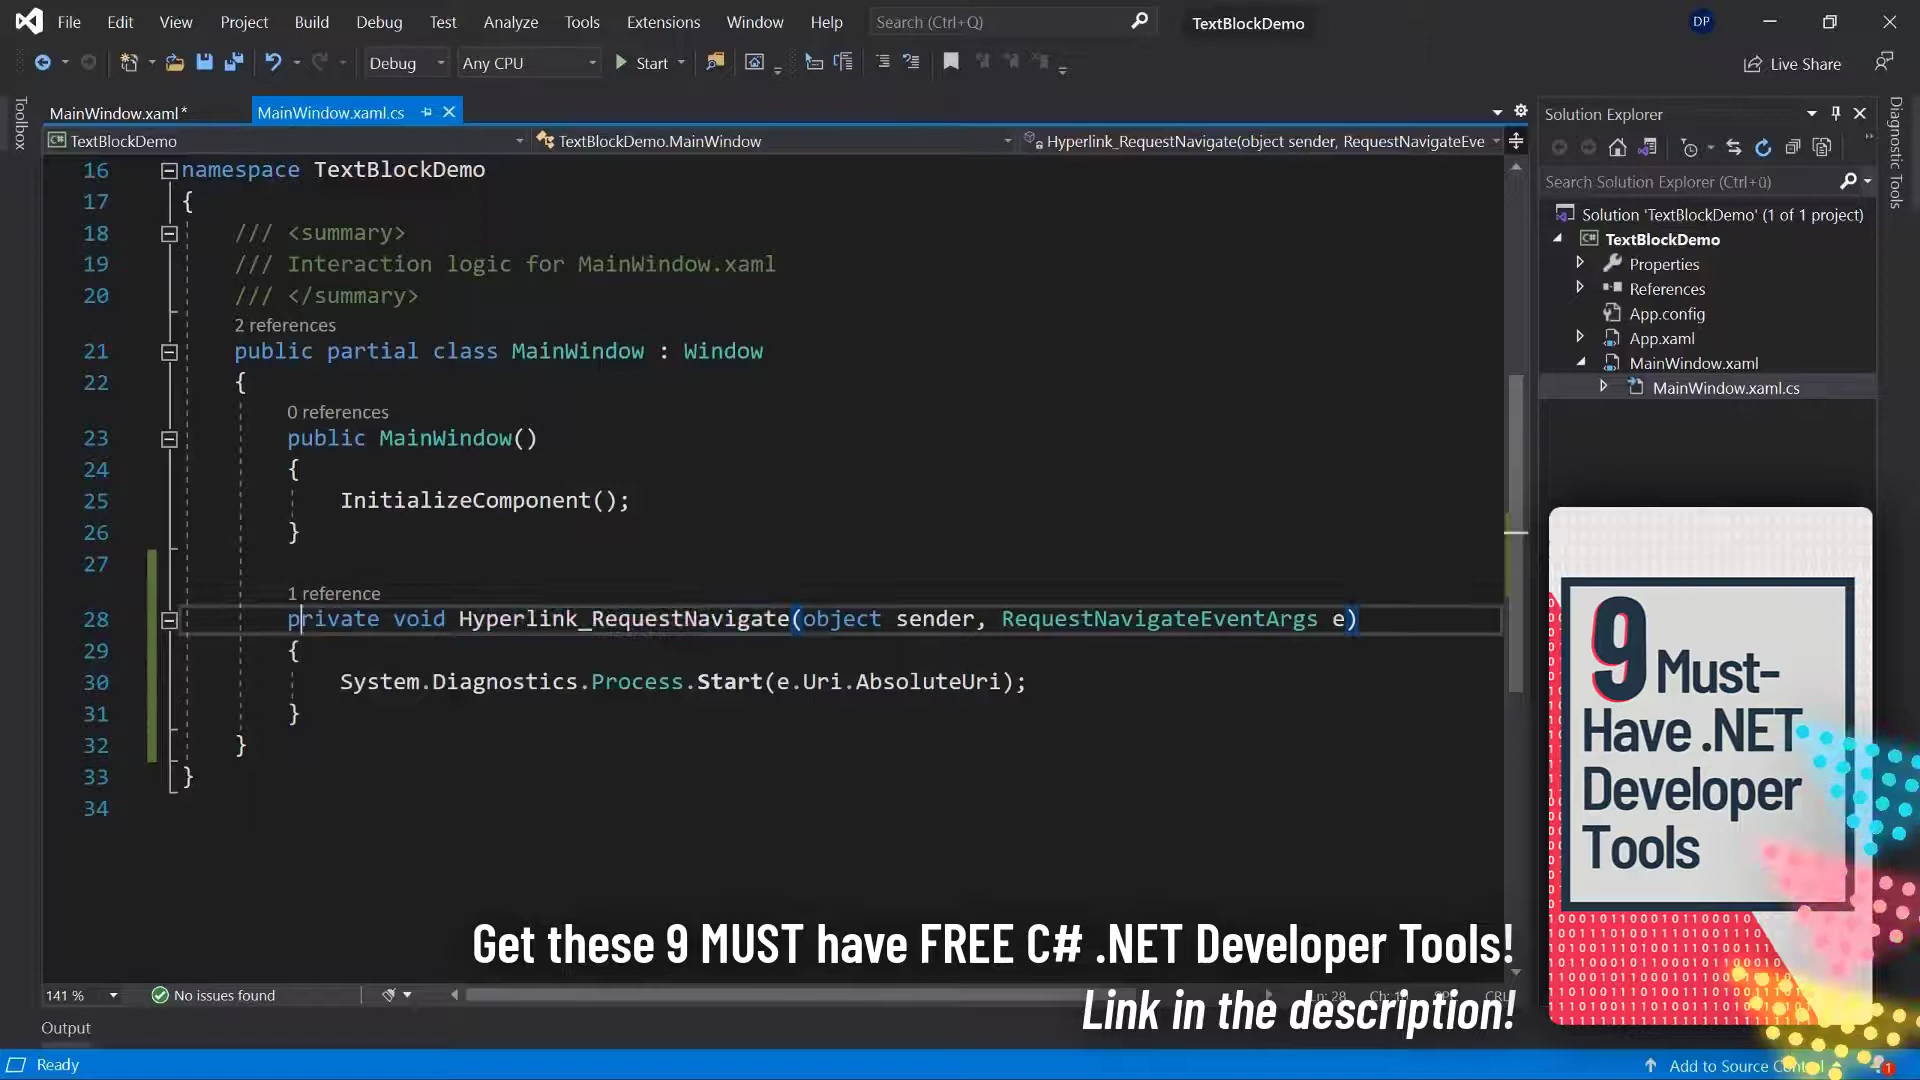 File Edit View Project Build Debug Test Analyze Tools Extensions Window Help Search (Ctrl+Q) TextBlockDemo DP
Debug Any CPU Start Live Share
Toolbox
MainWindow.xaml* MainWindow.xaml.cs
TextBlockDemo TextBlockDemo.MainWindow Hyperlink_RequestNavigate(object sender, RequestNavigateEve
16 namespace TextBlockDemo
17 {
18 /// <summary>
19 /// Interaction logic for MainWindow.xaml
20 /// </summary>
2 references
21 public partial class MainWindow : Window
22 {
0 references
23 public MainWindow()
24 {
25 InitializeComponent();
26 }
27
1 reference
28 private void Hyperlink_RequestNavigate(object sender, RequestNavigateEventArgs e)
29 {
30 System.Diagnostics.Process.Start(e.Uri.AbsoluteUri);
31 }
32 }
33 }
34
141 % No issues found
Output
Ready
Solution Explorer
Search Solution Explorer (Ctrl+ü)
Solution 'TextBlockDemo' (1 of 1 project)
TextBlockDemo
Properties
References
App.config
App.xaml
MainWindow.xaml
MainWindow.xaml.cs
Diagnostic Tools
9 Must-
Have .NET
Developer
Tools
Get these 9 MUST have FREE C# .NET Developer Tools!
Link in the description!
Add to Source
1